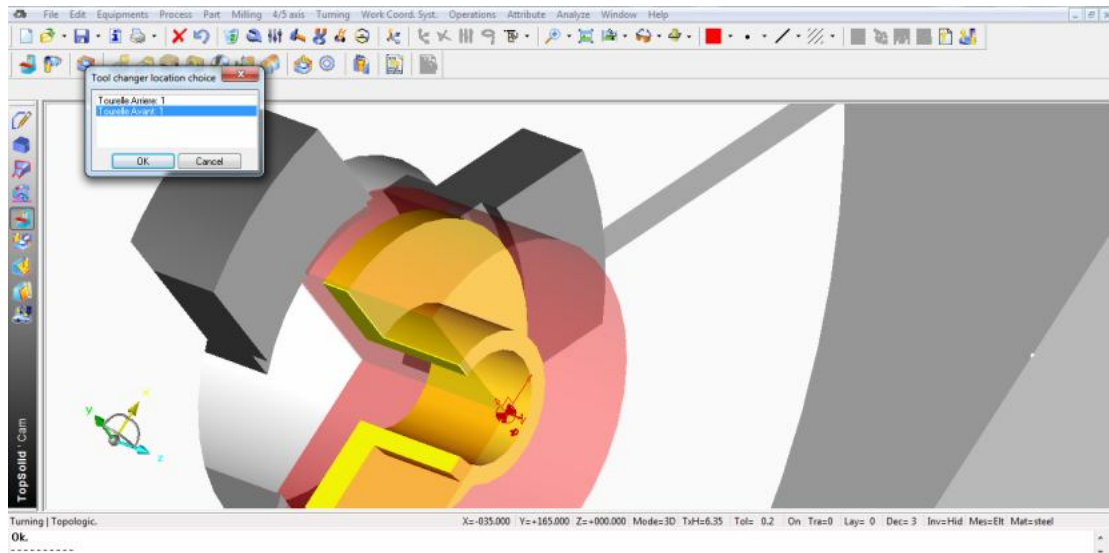 File Edit Equipments Process Part Milling 4/5 axis Turning Work Coord. Syst. Operations Attribute Analyze Window Help
Tool changer location choice
Tourelle Arriere: 1
Tourelle Avant: 1
OK Cancel
y x z
TopSolid'Cam
Turning | Topologic. X=-035.000 Y=+165.000 Z=+000.000 Mode=3D TxH=6.35 Tol= 0.2 On Tra=0 Lay= 0 Dec= 3 Inv=Hid Mes=Elt Mat=steel
Ok.
----------